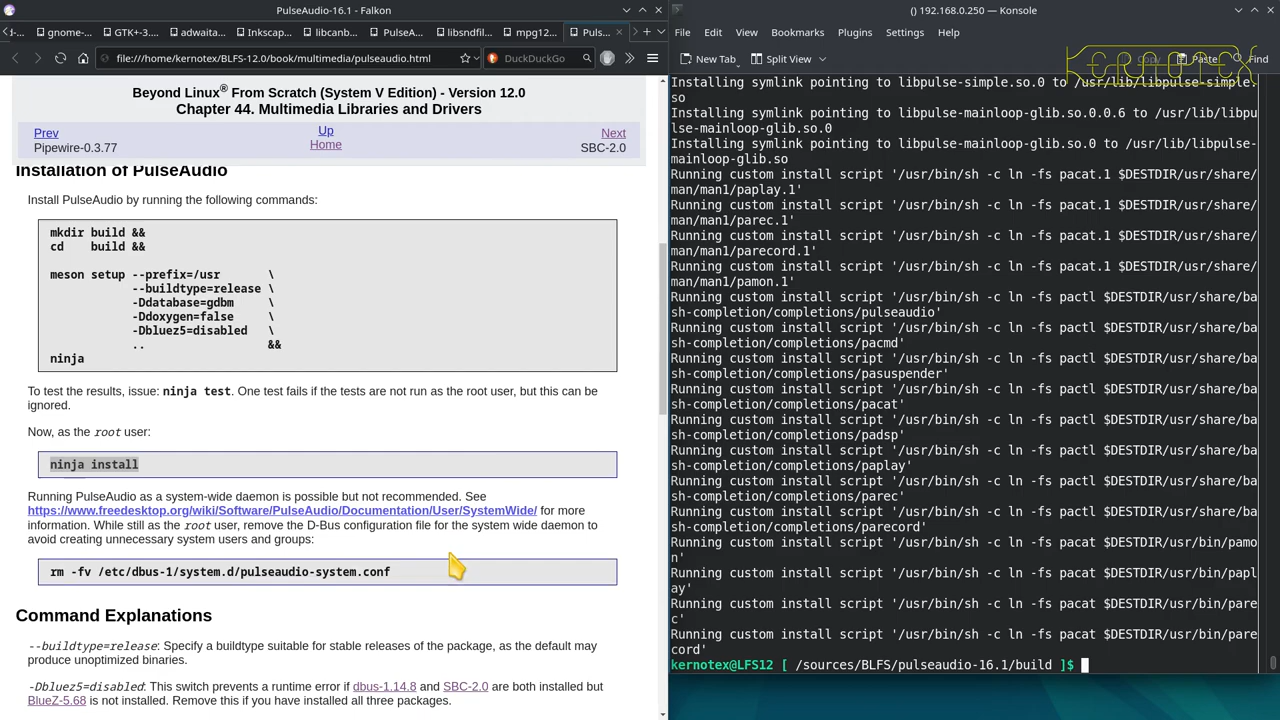 PulseAudio-16.1 - Falkon
gnome-... GTK+-3.... adwaita... Inkscap... libcanb... PulseA... libsndfil... mpg12... Puls...
file:///home/kernotex/BLFS-12.0/book/multimedia/pulseaudio.html
DuckDuckGo
Beyond Linux® From Scratch (System V Edition) - Version 12.0
Chapter 44. Multimedia Libraries and Drivers
Prev Up Next
Pipewire-0.3.77 Home SBC-2.0
Installation of PulseAudio
Install PulseAudio by running the following commands:
mkdir build &&
cd    build &&
meson setup --prefix=/usr       \
--buildtype=release \
-Ddatabase=gdbm     \
-Ddoxygen=false     \
-Dbluez5=disabled   \
..                  &&
ninja
To test the results, issue: ninja test. One test fails if the tests are not run as the root user, but this can be
ignored.
Now, as the root user:
ninja install
Running PulseAudio as a system-wide daemon is possible but not recommended. See
https://www.freedesktop.org/wiki/Software/PulseAudio/Documentation/User/SystemWide/ for more
information. While still as the root user, remove the D-Bus configuration file for the system wide daemon to
avoid creating unnecessary system users and groups:
rm -fv /etc/dbus-1/system.d/pulseaudio-system.conf
Command Explanations
--buildtype=release: Specify a buildtype suitable for stable releases of the package, as the default may
produce unoptimized binaries.
-Dbluez5=disabled: This switch prevents a runtime error if dbus-1.14.8 and SBC-2.0 are both installed but
BlueZ-5.68 is not installed. Remove this if you have installed all three packages.
() 192.168.0.250 — Konsole
File Edit View Bookmarks Plugins Settings Help
New Tab Split View Copy Paste Find
KERNOTEX
Installing symlink pointing to libpulse-simple.so.0 to /usr/lib/libpulse-simple.
so
Installing symlink pointing to libpulse-mainloop-glib.so.0.0.6 to /usr/lib/libpu
lse-mainloop-glib.so.0
Installing symlink pointing to libpulse-mainloop-glib.so.0 to /usr/lib/libpulse-
mainloop-glib.so
Running custom install script '/usr/bin/sh -c ln -fs pacat.1 $DESTDIR/usr/share/
man/man1/paplay.1'
Running custom install script '/usr/bin/sh -c ln -fs pacat.1 $DESTDIR/usr/share/
man/man1/parec.1'
Running custom install script '/usr/bin/sh -c ln -fs pacat.1 $DESTDIR/usr/share/
man/man1/parecord.1'
Running custom install script '/usr/bin/sh -c ln -fs pacat.1 $DESTDIR/usr/share/
man/man1/pamon.1'
Running custom install script '/usr/bin/sh -c ln -fs pactl $DESTDIR/usr/share/ba
sh-completion/completions/pulseaudio'
Running custom install script '/usr/bin/sh -c ln -fs pactl $DESTDIR/usr/share/ba
sh-completion/completions/pacmd'
Running custom install script '/usr/bin/sh -c ln -fs pactl $DESTDIR/usr/share/ba
sh-completion/completions/pasuspender'
Running custom install script '/usr/bin/sh -c ln -fs pactl $DESTDIR/usr/share/ba
sh-completion/completions/pacat'
Running custom install script '/usr/bin/sh -c ln -fs pactl $DESTDIR/usr/share/ba
sh-completion/completions/padsp'
Running custom install script '/usr/bin/sh -c ln -fs pactl $DESTDIR/usr/share/ba
sh-completion/completions/paplay'
Running custom install script '/usr/bin/sh -c ln -fs pactl $DESTDIR/usr/share/ba
sh-completion/completions/parec'
Running custom install script '/usr/bin/sh -c ln -fs pactl $DESTDIR/usr/share/ba
sh-completion/completions/parecord'
Running custom install script '/usr/bin/sh -c ln -fs pacat $DESTDIR/usr/bin/pamo
n'
Running custom install script '/usr/bin/sh -c ln -fs pacat $DESTDIR/usr/bin/papl
ay'
Running custom install script '/usr/bin/sh -c ln -fs pacat $DESTDIR/usr/bin/pare
c'
Running custom install script '/usr/bin/sh -c ln -fs pacat $DESTDIR/usr/bin/pare
cord'
kernotex@LFS12 [ /sources/BLFS/pulseaudio-16.1/build ]$